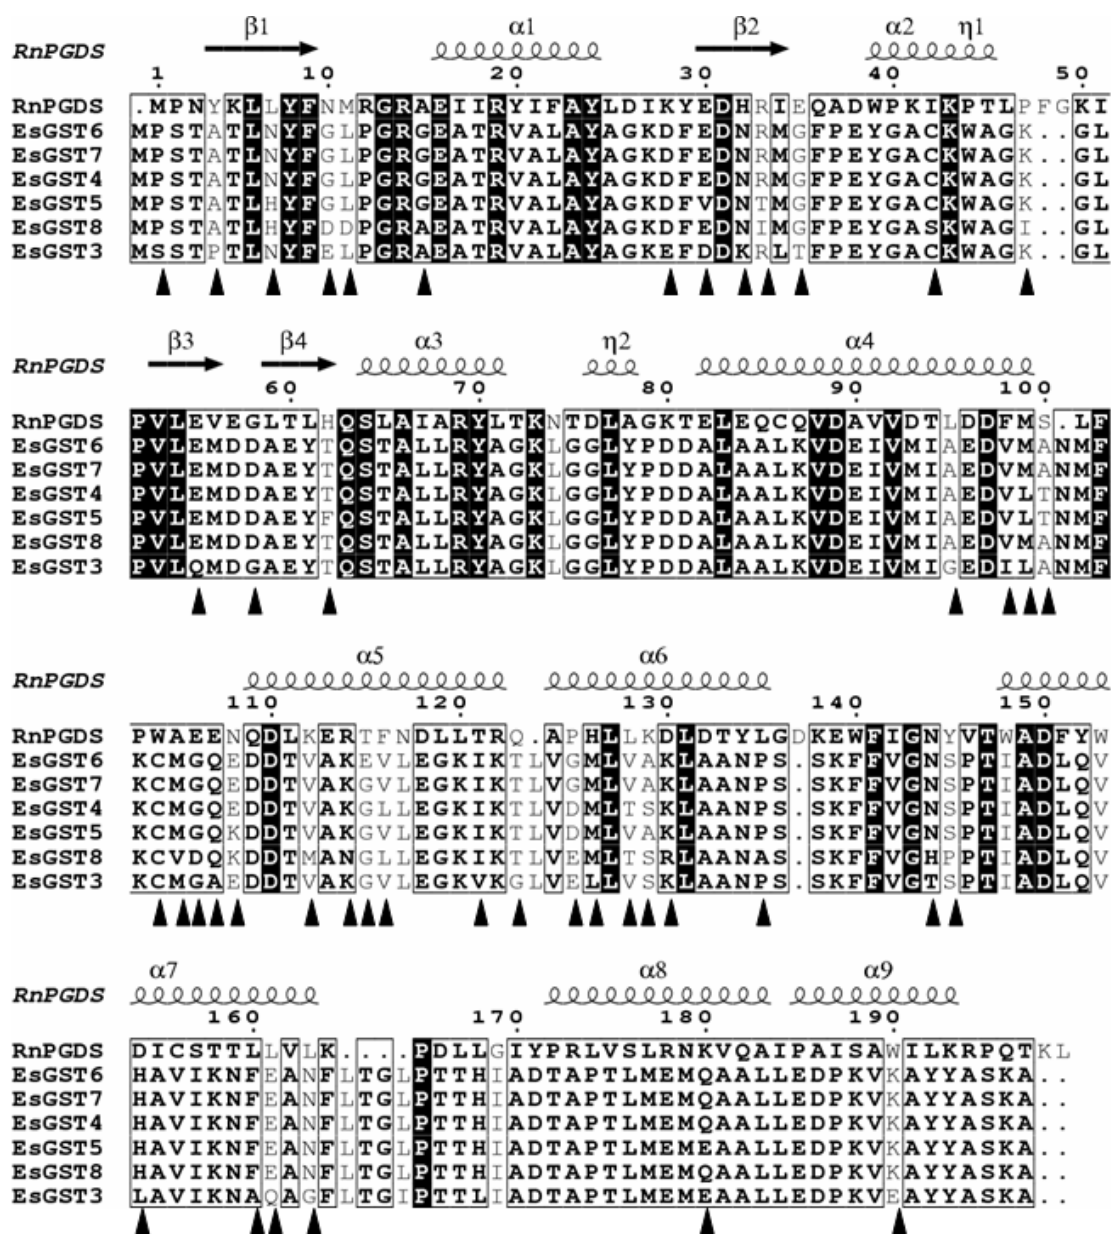 β1 α1 β2 α2 η1
RnPGDS
1 10 20 30 40 50
RnPGDS .MPNYKLLYFNMRGRAEIIRYIFAYLDIKYEDHRIEQADWPKIKPTLPFGKI
EsGST6 MPSTATLNYFGLPGRGEATRVALAYAGKDFEDNRMGFPEYGACKWAGK..GL
EsGST7 MPSTATLNYFGLPGRGEATRVALAYAGKDFEDNRMGFPEYGACKWAGK..GL
EsGST4 MPSTATLNYFGLPGRGEATRVALAYAGKDFEDNRMGFPEYGACKWAGK..GL
EsGST5 MPSTATLHYFGLPGRGEATRVALAYAGKDFVDNTMGFPEYGACKWAGK..GL
EsGST8 MPSTATLHYFDDPGRGEATRVALAYAGKDFEDNIMGFPEYGASKWAGI..GL
EsGST3 MSSTPTLNYFELPGRAEATRVALAYAGKEFDDKRLTFPEYGACKWAGK..GL
β3 β4 α3 η2 α4
RnPGDS
60 70 80 90 100
RnPGDS PVLEVEGLTLHQSLAIARYLTKNTDLAGKTELEQCQVDAVVDTLDDFMS.LF
EsGST6 PVLEMDDAEYTQSTALLRYAGKLGGLYPDDALAALKVDEIVMIAEDVMANMF
EsGST7 PVLEMDDAEYTQSTALLRYAGKLGGLYPDDALAALKVDEIVMIAEDVMANMF
EsGST4 PVLEMDDAEYTQSTALLRYAGKLGGLYPDDALAALKVDEIVMIAEDVLTNMF
EsGST5 PVLEMDDAEYFQSTALLRYAGKLGGLYPDDALAALKVDEIVMIAEDVLTNMF
EsGST8 PVLEMDDAEYTQSTALLRYAGKLGGLYPDDALAALKVDEIVMIAEDVMANMF
EsGST3 PVLQMDGAEYTQSTALLRYAGKLGGLYPDDALAALKVDEIVMIGEDILANMF
α5 α6
RnPGDS
110 120 130 140 150
RnPGDS PWAEENQDLKERTFNDLLTRQ.APHLLKDLDTYLGDKEWFIGNYVTWADFYW
EsGST6 KCMGQEDDTVAKEVLEGKIKTLVGMLVAKLAANPS.SKFFVGNSPTIADLQV
EsGST7 KCMGQEDDTVAKGVLEGKIKTLVGMLVAKLAANPS.SKFFVGNSPTIADLQV
EsGST4 KCMGQEDDTVAKGLLEGKIKTLVDMLTSKLAANPS.SKFFVGNSPTIADLQV
EsGST5 KCMGQKDDTVAKGVLEGKIKTLVDMLVAKLAANPS.SKFFVGNSPTIADLQV
EsGST8 KCVDQKDDTMANGLLEGKIKTLVEMLTSRLAANAS.SKFFVGHPPTIADLQV
EsGST3 KCMGAEDDTVAKGVLEGKVKGLVELLVSKLAANPS.SKFFVGTSPTIADLQV
α7 α8 α9
RnPGDS
160 170 180 190
RnPGDS DICSTTLLVLK....PDLLGIYPRLVSLRNKVQAIPAISAWILKRPQTKL
EsGST6 HAVIKNFEANFLTGLPTTHIADTAPTLMEMQAALLEDPKVKAYYASKA..
EsGST7 HAVIKNFEANFLTGLPTTHIADTAPTLMEMQAALLEDPKVKAYYASKA..
EsGST4 HAVIKNFEANFLTGLPTTHIADTAPTLMEMQAALLEDPKVKAYYASKA..
EsGST5 HAVIKNFEANFLTGLPTTHIADTAPTLMEMEAALLEDPKVKAYYASKA..
EsGST8 HAVIKNFEANFLTGLPTTHIADTAPTLMEMQAALLEDPKVKAYYASKA..
EsGST3 LAVIKNAQAGFLTGIPTTLIADTAPTLMEMEAALLEDPKVEAYYASKA..